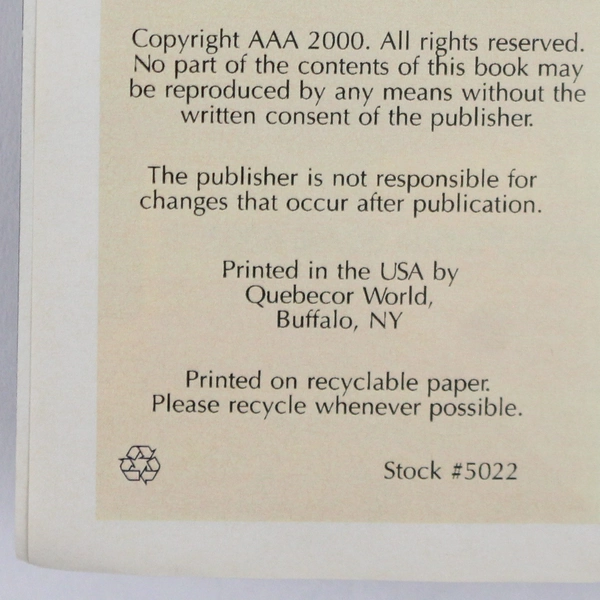 Copyright AAA 2000. All rights reserved.
No part of the contents of this book may
be reproduced by any means without the
written consent of the publisher.
The publisher is not responsible for
changes that occur after publication.
Printed in the USA by
Quebecor World,
Buffalo, NY
Printed on recyclable paper.
Please recycle whenever possible.
Stock #5022